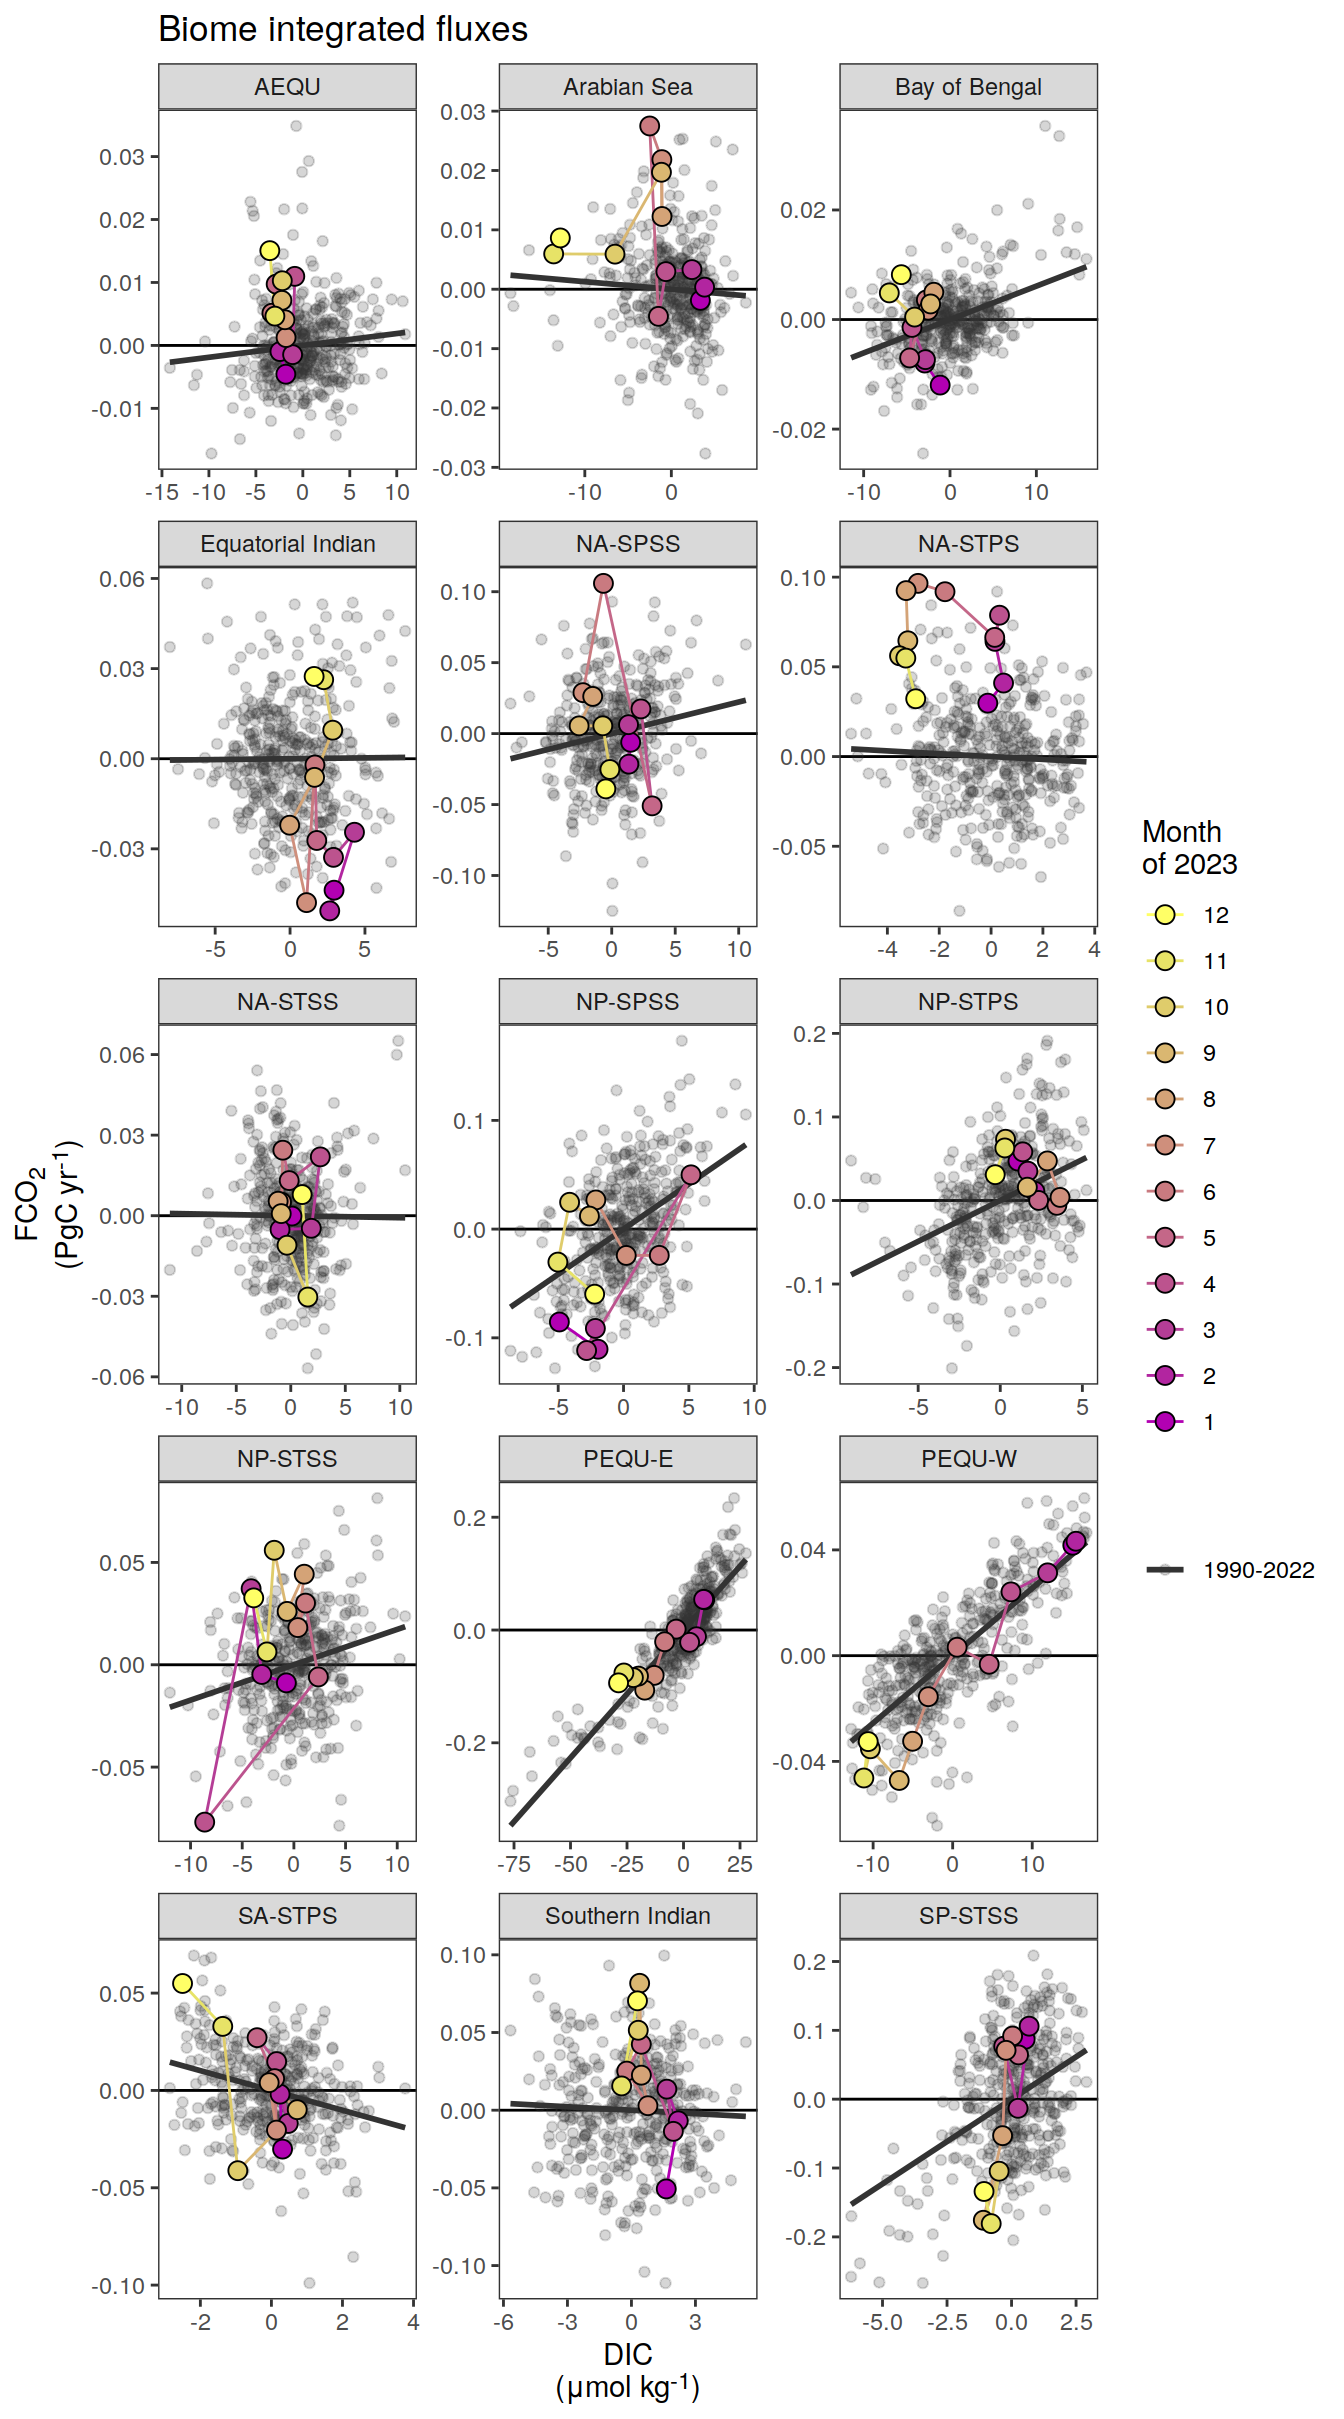 Biome integrated fluxes
AEQU
Arabian Sea
Bay of Bengal
0.03
0.02
0.01
0.00
-0.01
0.03
0.02
0.01
0.00
-0.01
-0.02
-0.03
0.02
0.00
-0.02
-15 -10 -5 0 5 10
-10 0
-10 0 10
Equatorial Indian
NA-SPSS
NA-STPS
0.06
0.03
0.00
-0.03
0.10
0.05
0.00
-0.05
-0.10
0.10
0.05
0.00
-0.05
-5 0 5
-5 0 5 10
-4 -2 0 2 4
NA-STSS
NP-SPSS
NP-STPS
0.06
0.03
0.00
-0.03
-0.06
0.1
0.0
-0.1
0.2
0.1
0.0
-0.1
-0.2
-10 -5 0 5 10
-5 0 5 10
-5 0 5
NP-STSS
PEQU-E
PEQU-W
0.05
0.00
-0.05
0.2
0.0
-0.2
0.04
0.00
-0.04
-10 -5 0 5 10
-75 -50 -25 0 25
-10 0 10
SA-STPS
Southern Indian
SP-STSS
0.05
0.00
-0.05
-0.10
0.10
0.05
0.00
-0.05
-0.10
0.2
0.1
0.0
-0.1
-0.2
-2 0 2 4
-6 -3 0 3
-5.0 -2.5 0.0 2.5
FCO2
(PgC yr-1)
DIC
(µmol kg-1)
Month
of 2023
12
11
10
9
8
7
6
5
4
3
2
1
1990-2022